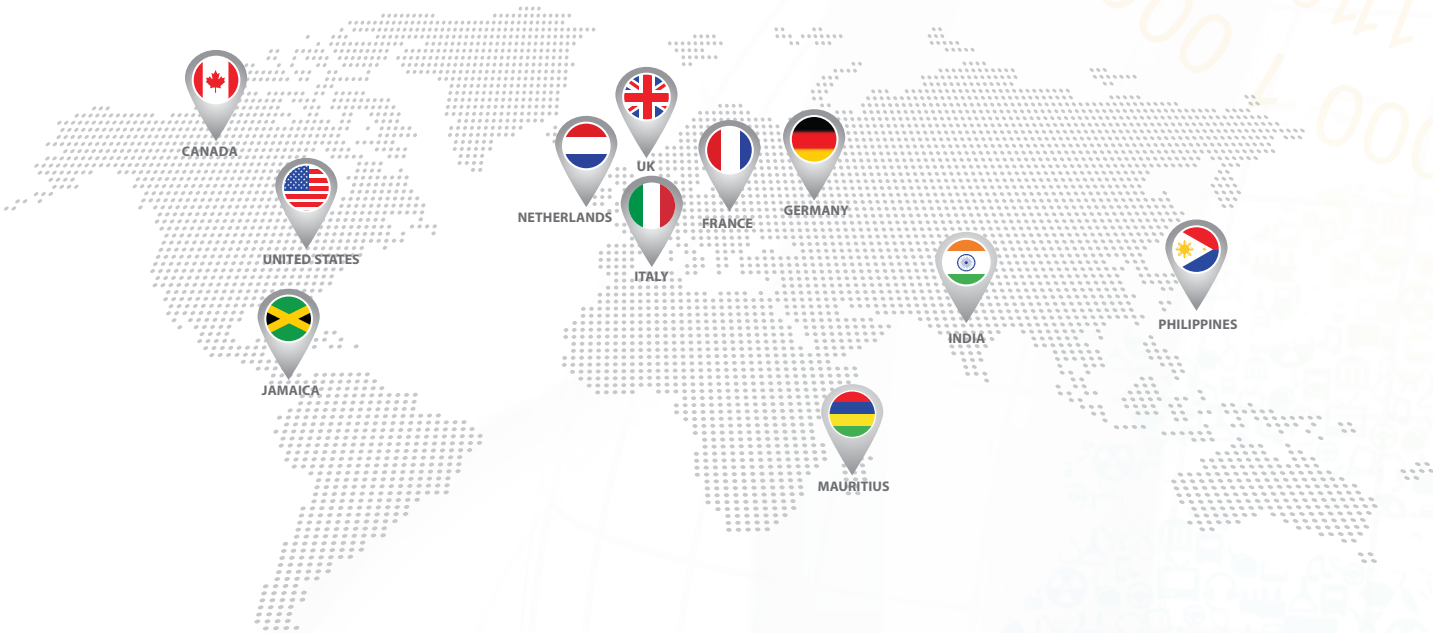 CANADA
UK
UNITED STATES
NETHERLANDS
FRANCE
GERMANY
ITALY
JAMAICA
INDIA
PHILIPPINES
MAURITIUS